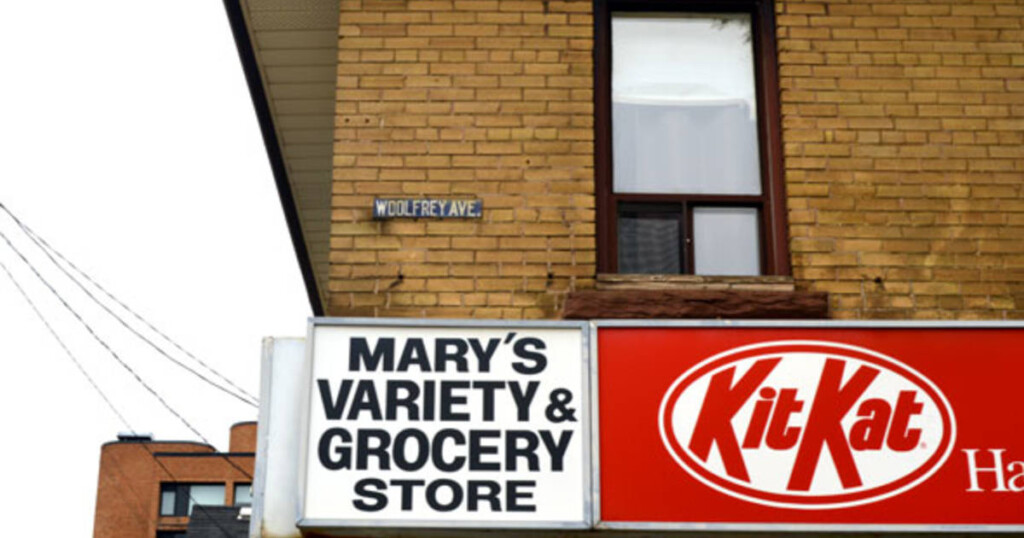 WOOLFREY AVE.
MARY'S
VARIETY &
GROCERY
STORE
KitKat